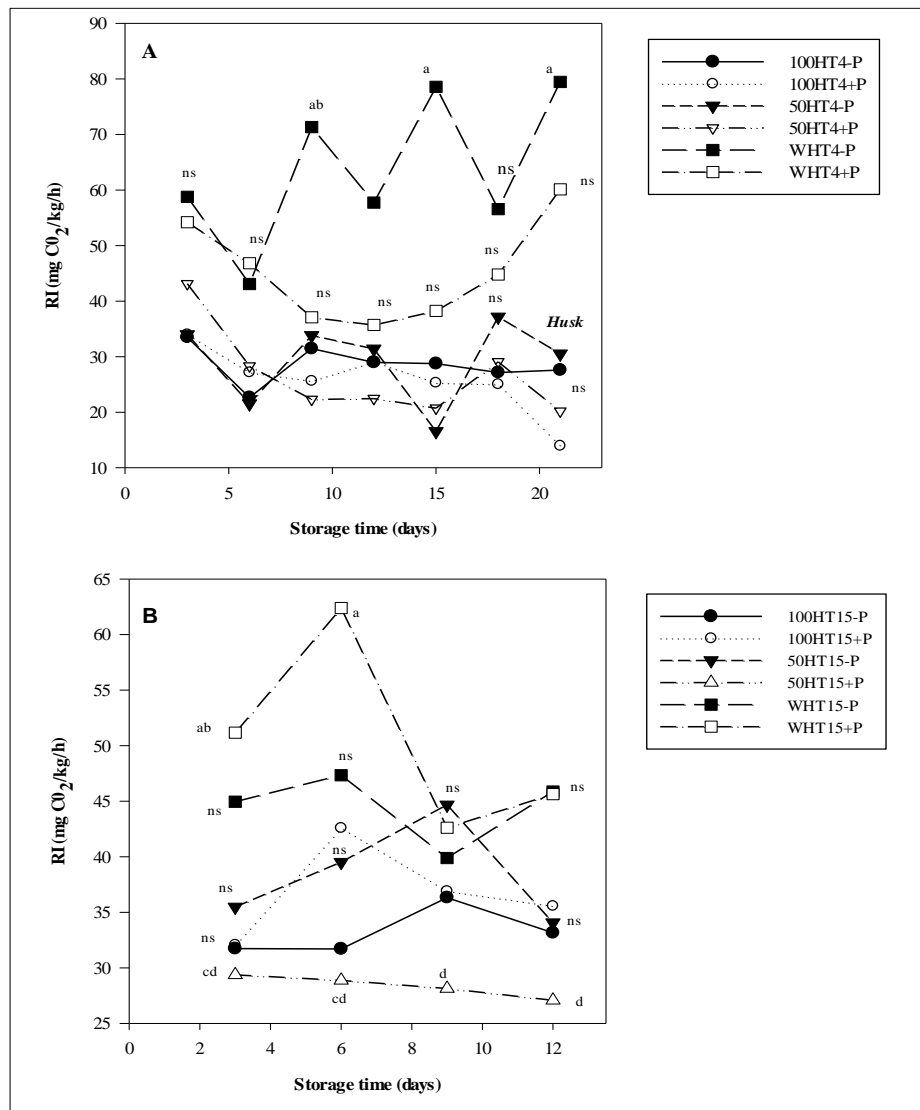 A
90
80
70
60
50
40
30
20
10
RI (mg C0₂/kg/h)
ns
ns
ab
ns
ns
a
ns
ns
ns
ns
a
ns
Husk
ns
0 5 10 15 20
Storage time (days)
100HT4-P
100HT4+P
50HT4-P
50HT4+P
WHT4-P
WHT4+P
B
65
60
55
50
45
40
35
30
25
RI (mg C0₂/kg/h)
ab
ns
ns
ns
cd
a
ns
ns
cd
ns
d
ns
ns
d
0 2 4 6 8 10 12
Storage time (days)
100HT15-P
100HT15+P
50HT15-P
50HT15+P
WHT15-P
WHT15+P